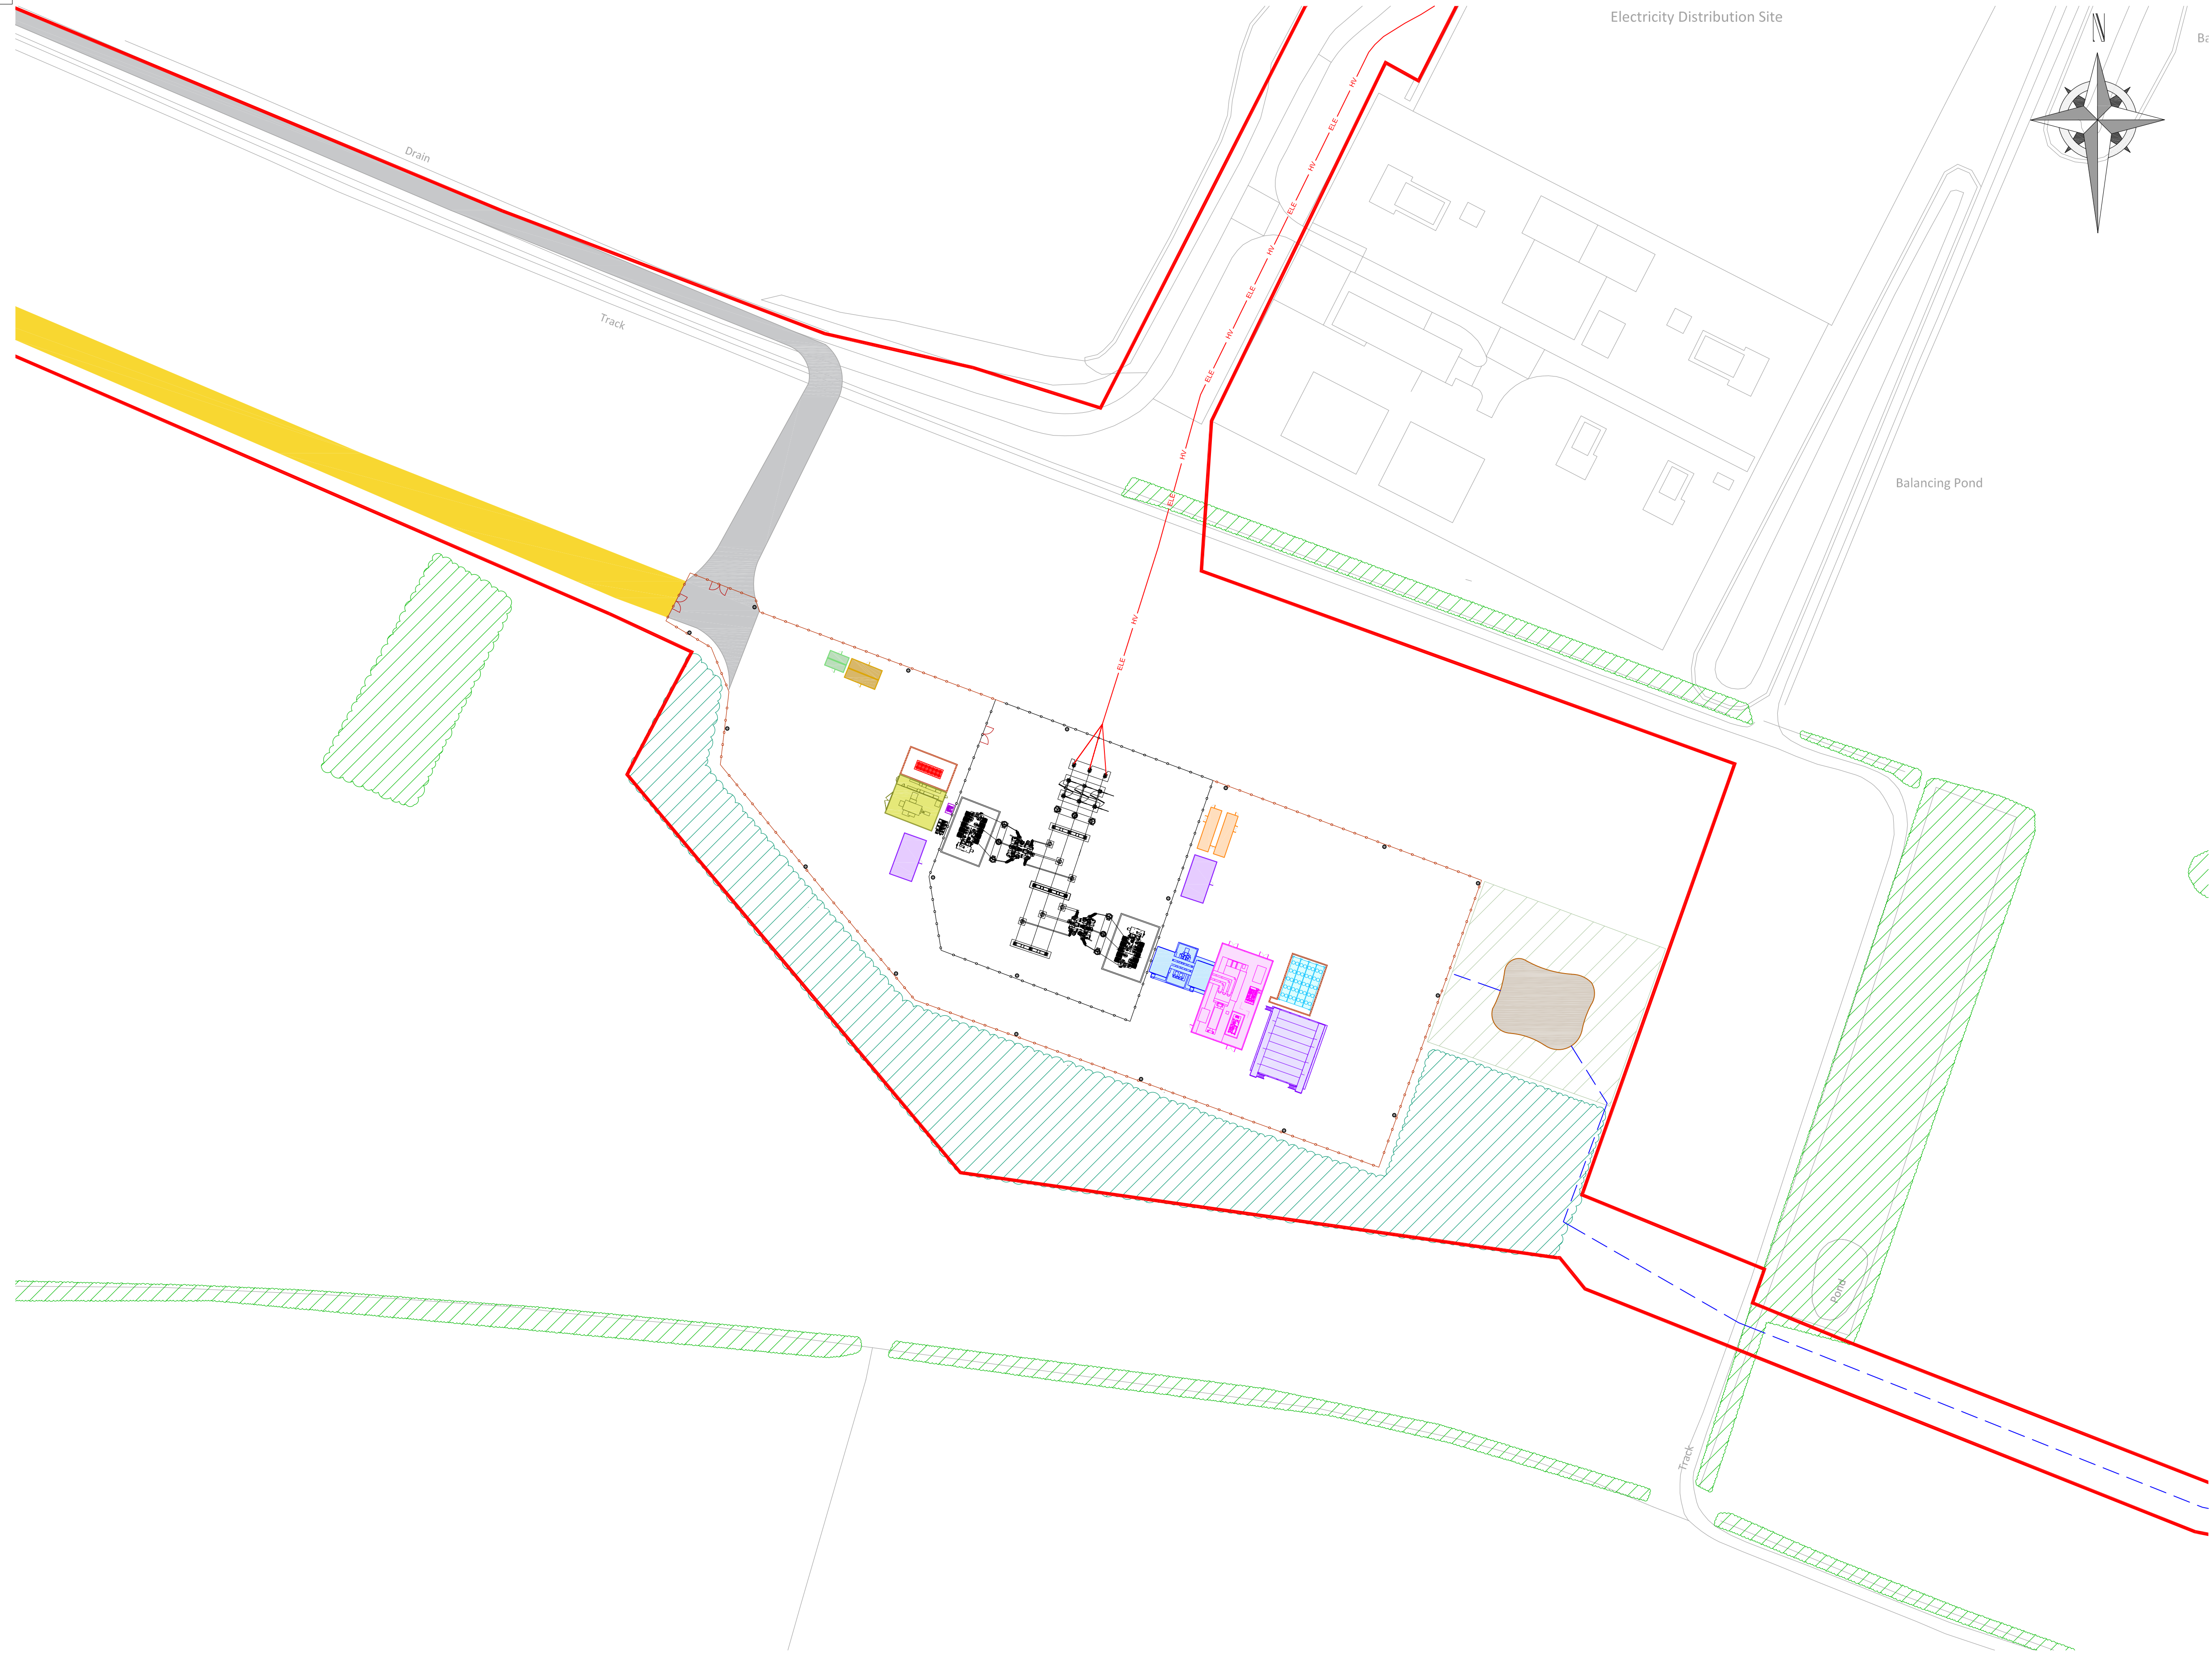 Electricity Distribution Site
N
Ba
HV
ELE
Drain
HV
ELE
HV
ELE
Track
HV
ELE
HV
ELE
Balancing Pond
HV
ELE
Pond
Track